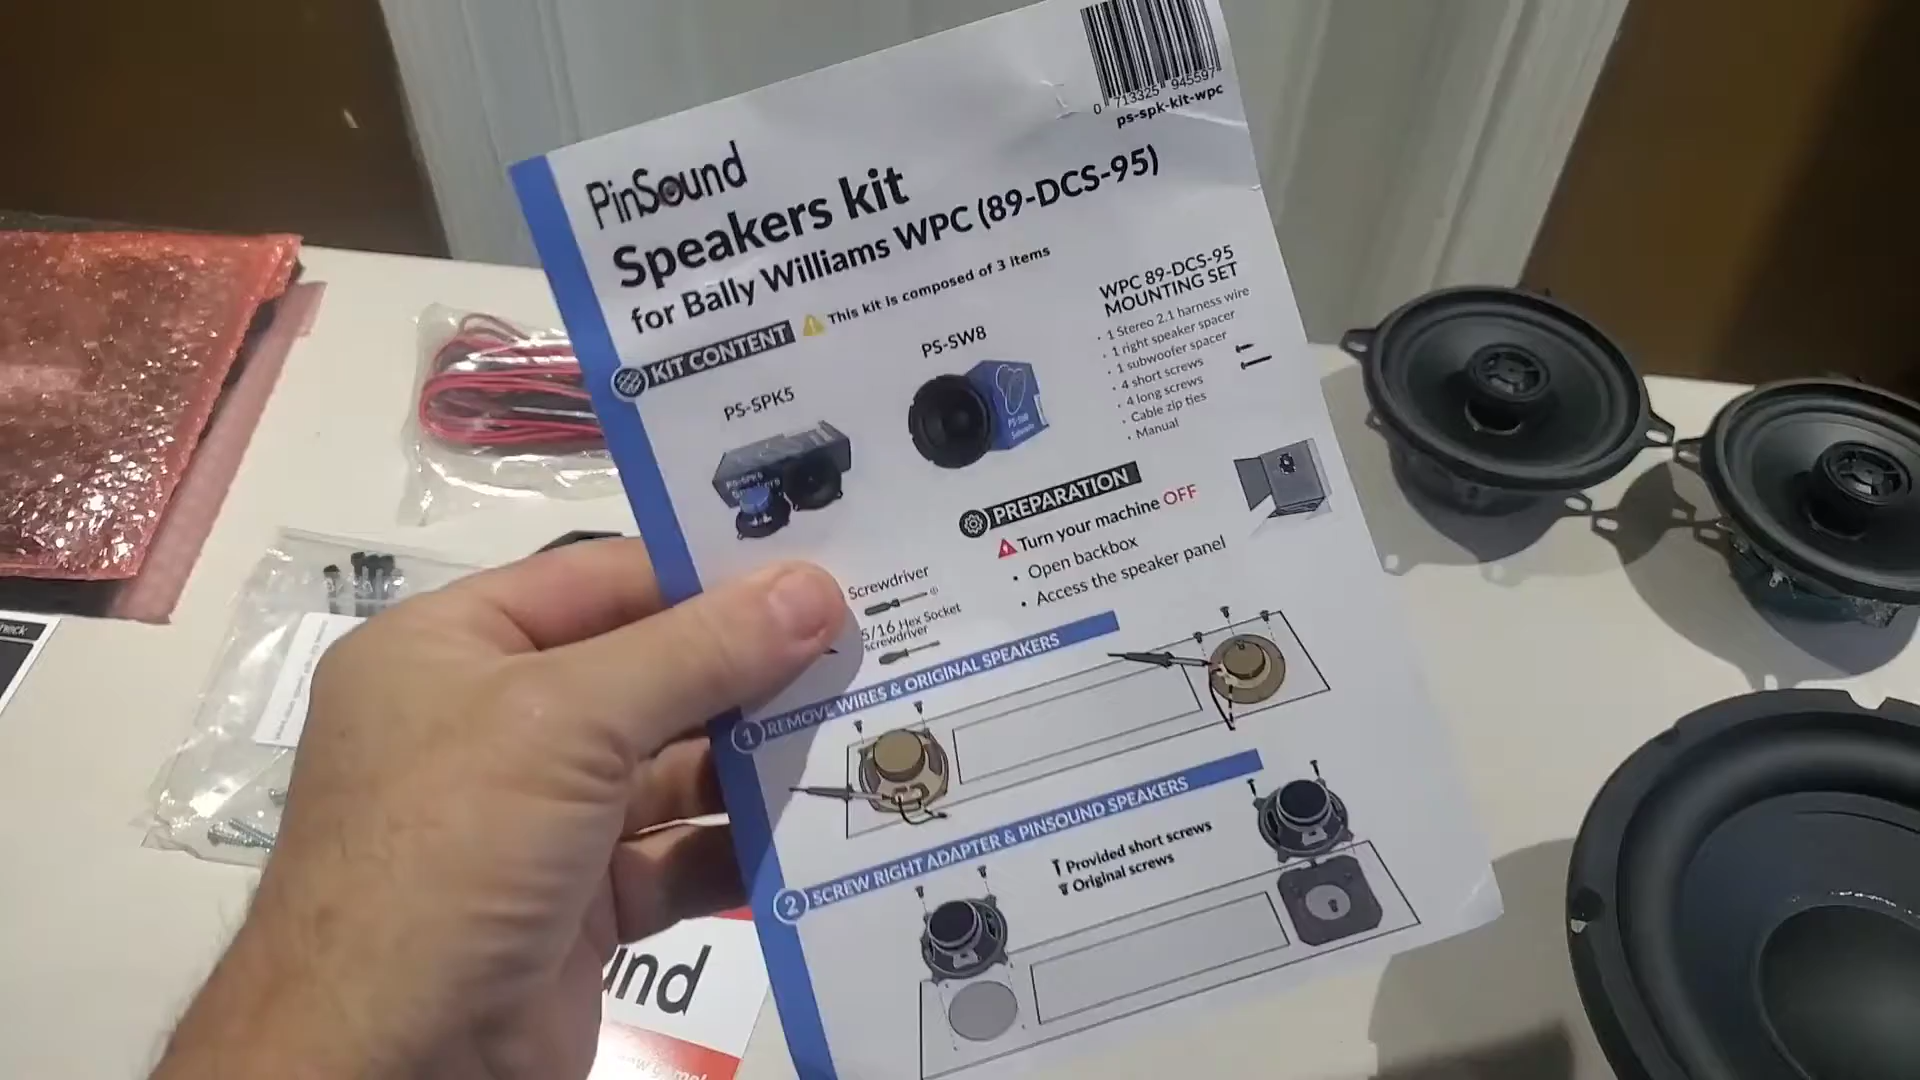 0 713325 945597
ps-spk-kit-wpc
PinSound
Speakers kit
for Bally Williams WPC (89-DCS-95)
KIT CONTENT
This kit is composed of 3 items
PS-SPK5
PS-SW8
WPC 89-DCS-95
MOUNTING SET
· 1 Stereo 2.1 harness wire
· 1 right speaker spacer
· 1 subwoofer spacer
· 4 short screws
· 4 long screws
· Cable zip ties
· Manual
PS-SPK5
Speakers
PREPARATION
Turn your machine OFF
• Open backbox
• Access the speaker panel
Screwdriver
5/16 Hex Socket
screwdriver
1 REMOVE WIRES & ORIGINAL SPEAKERS
2 SCREW RIGHT ADAPTER & PINSOUND SPEAKERS
Provided short screws
Original screws
und